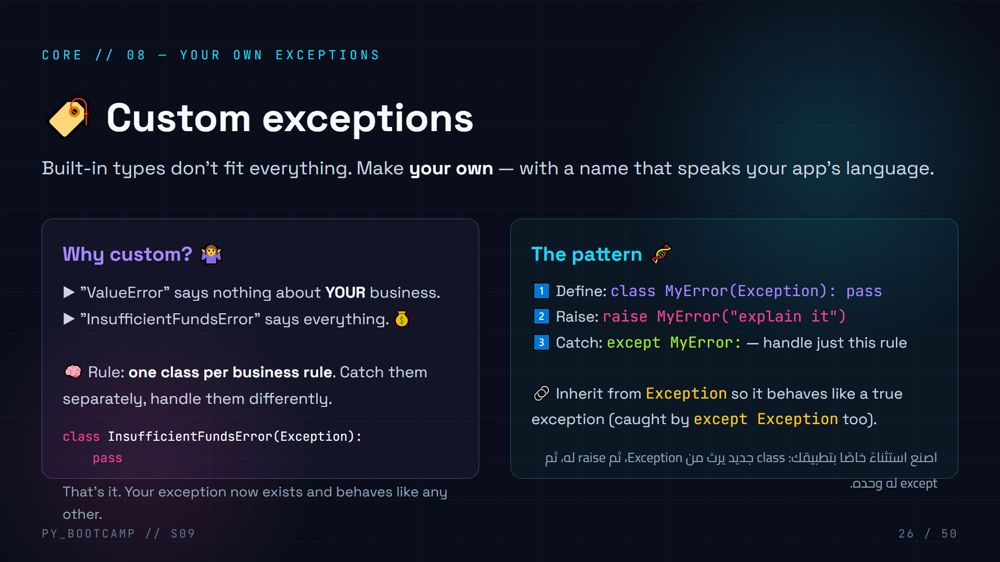 CORE // 08 — YOUR OWN EXCEPTIONS
🏷️ Custom exceptions
Built-in types don't fit everything. Make your own — with a name that speaks your app's language.
Why custom? 🤷‍♀️
▶ ”ValueError” says nothing about YOUR business.
▶ ”InsufficientFundsError” says everything. 💰
🧠 Rule: one class per business rule. Catch them
separately, handle them differently.
class InsufficientFundsError(Exception):
    pass
That's it. Your exception now exists and behaves like any
other.
The pattern 🧬
1️⃣ Define: class MyError(Exception): pass
2️⃣ Raise: raise MyError("explain it")
3️⃣ Catch: except MyError: — handle just this rule
🔗 Inherit from Exception so it behaves like a true
exception (caught by except Exception too).
اصنع استثناءً خاصًا بتطبيقك: class جديد يرث من Exception، ثم raise له، ثم
except له وحده.
PY_BOOTCAMP // S09
26 / 50